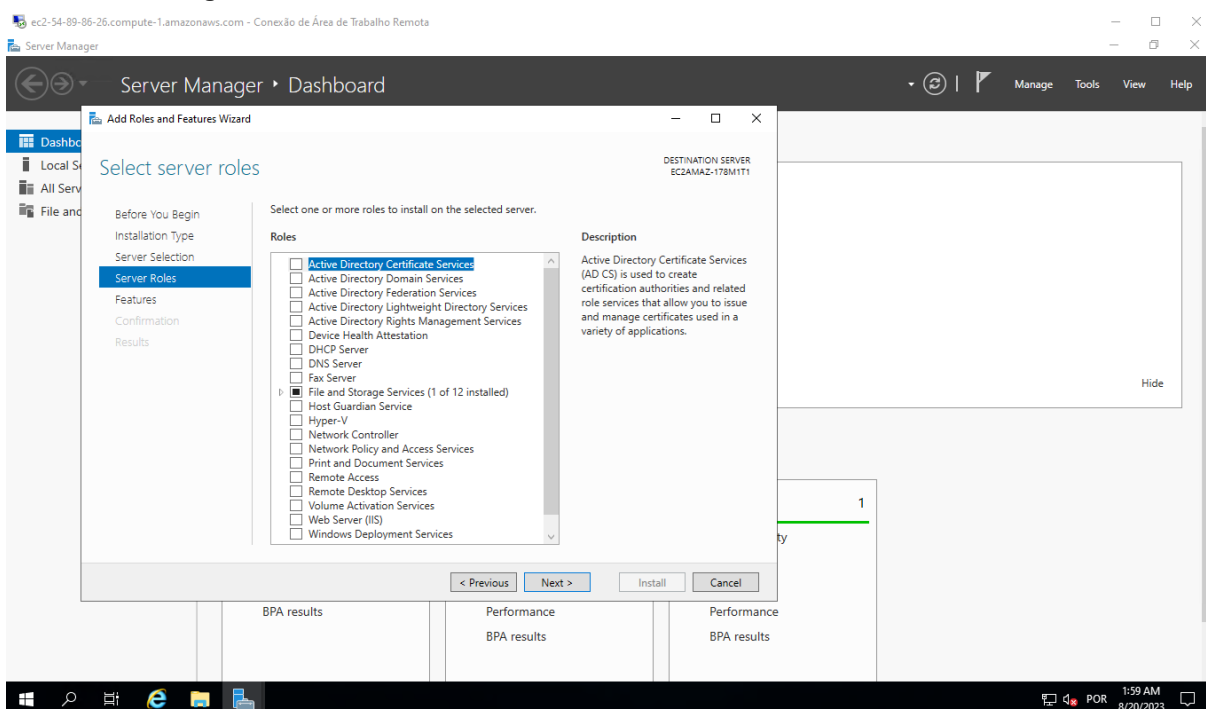 ec2-54-89-86-26.compute-1.amazonaws.com - Conexão de Área de Trabalho Remota
Server Manager
Server Manager • Dashboard
Manage Tools View Help
Add Roles and Features Wizard
Dashbo
Local Se
All Serv
File and
Select server roles
DESTINATION SERVER
EC2AMAZ-178M1T1
Before You Begin
Installation Type
Server Selection
Server Roles
Features
Confirmation
Results
Select one or more roles to install on the selected server.
Roles
Active Directory Certificate Services
Active Directory Domain Services
Active Directory Federation Services
Active Directory Lightweight Directory Services
Active Directory Rights Management Services
Device Health Attestation
DHCP Server
DNS Server
Fax Server
File and Storage Services (1 of 12 installed)
Host Guardian Service
Hyper-V
Network Controller
Network Policy and Access Services
Print and Document Services
Remote Access
Remote Desktop Services
Volume Activation Services
Web Server (IIS)
Windows Deployment Services
Description
Active Directory Certificate Services
(AD CS) is used to create
certification authorities and related
role services that allow you to issue
and manage certificates used in a
variety of applications.
< Previous Next > Install Cancel
Hide
1
ty
BPA results
Performance
BPA results
Performance
BPA results
POR
1:59 AM
8/20/2023